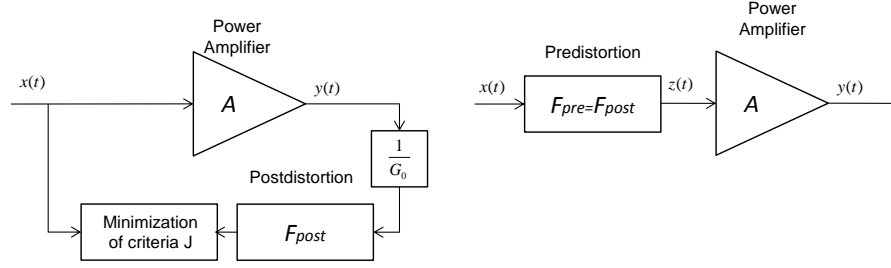 Power
Amplifier
x(t)
A
y(t)
1
G₀
Postdistortion
Minimization
of criteria J
Fpost
Power
Amplifier
Predistortion
x(t)
Fpre=Fpost
z(t)
A
y(t)